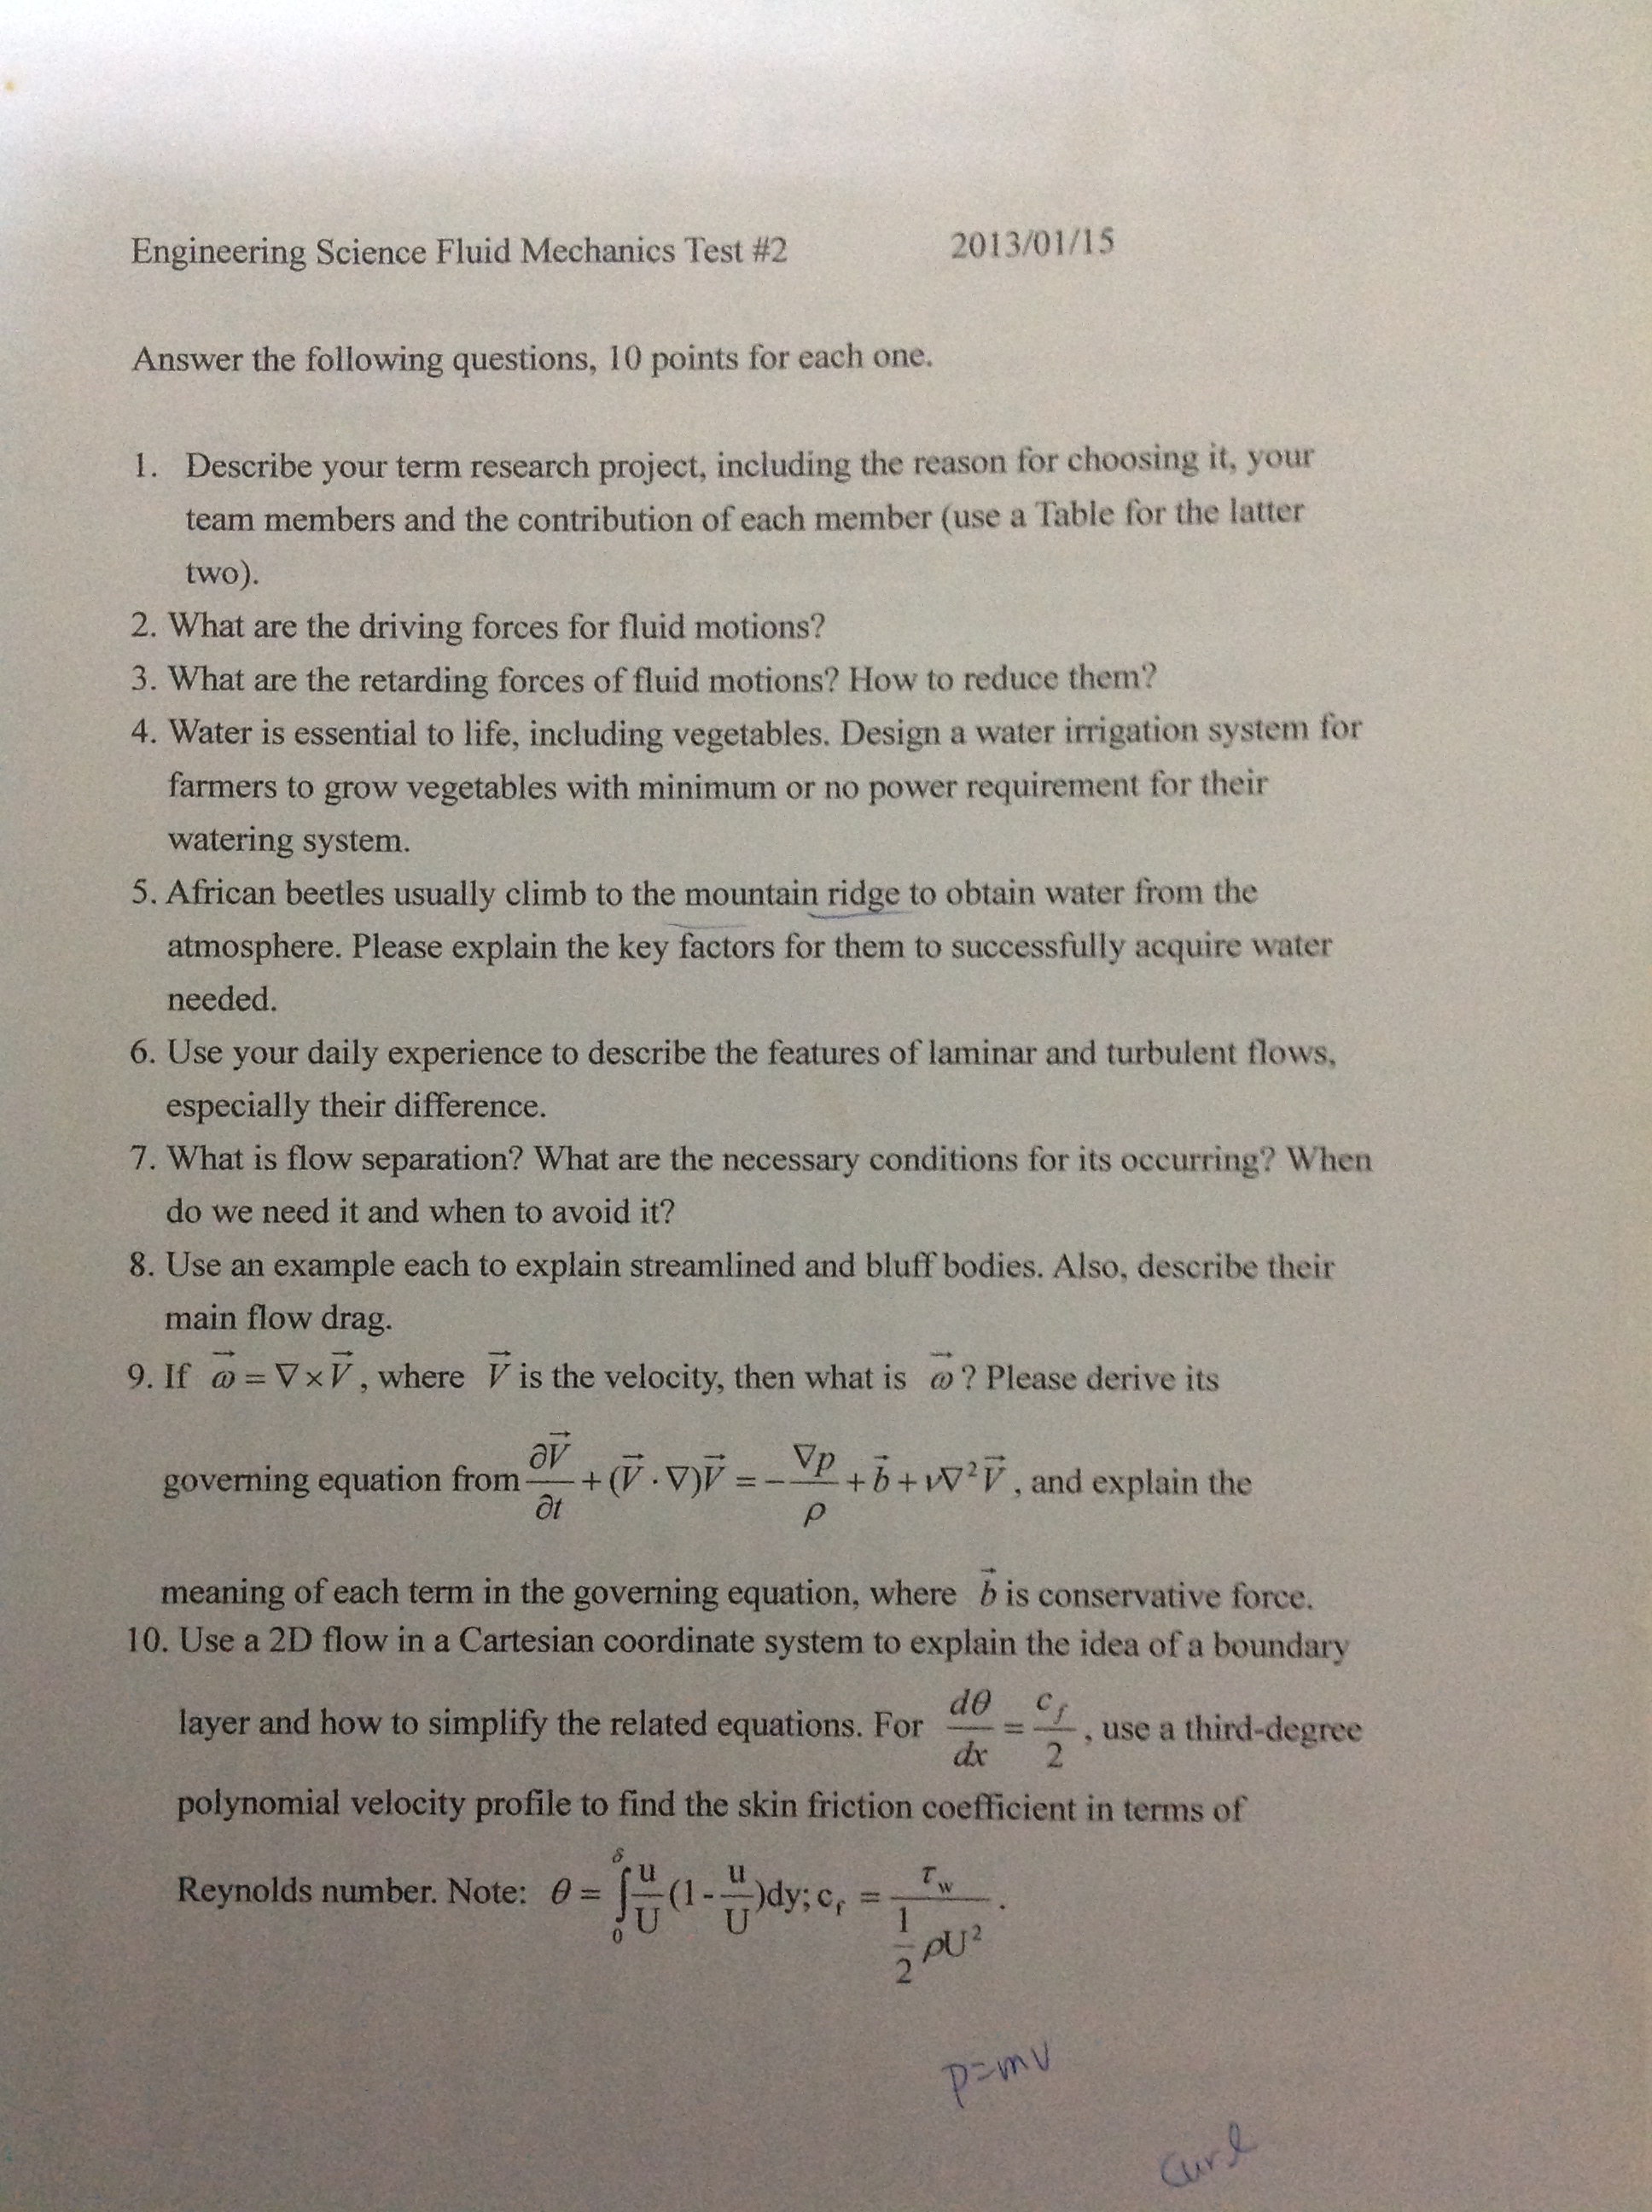 Engineering Science Fluid Mechanics Test #2 2013/01/15
Answer the following questions, 10 points for each one.
1. Describe your term research project, including the reason for choosing it, your
team members and the contribution of each member (use a Table for the latter
two).
2. What are the driving forces for fluid motions?
3. What are the retarding forces of fluid motions? How to reduce them?
4. Water is essential to life, including vegetables. Design a water irrigation system for
farmers to grow vegetables with minimum or no power requirement for their
watering system.
5. African beetles usually climb to the mountain ridge to obtain water from the
atmosphere. Please explain the key factors for them to successfully acquire water
needed.
6. Use your daily experience to describe the features of laminar and turbulent flows,
especially their difference.
7. What is flow separation? What are the necessary conditions for its occurring? When
do we need it and when to avoid it?
8. Use an example each to explain streamlined and bluff bodies. Also, describe their
main flow drag.
9. If $\vec{\omega} = \nabla \times \vec{V}$, where $\vec{V}$ is the velocity, then what is $\vec{\omega}$? Please derive its
governing equation from $\frac{\partial \vec{V}}{\partial t} + (\vec{V} \cdot \nabla)\vec{V} = -\frac{\nabla p}{\rho} + \vec{b} + \nu \nabla^2 \vec{V}$, and explain the
meaning of each term in the governing equation, where $\vec{b}$ is conservative force.
10. Use a 2D flow in a Cartesian coordinate system to explain the idea of a boundary
layer and how to simplify the related equations. For $\frac{d\theta}{dx} = \frac{c_f}{2}$, use a third-degree
polynomial velocity profile to find the skin friction coefficient in terms of
Reynolds number. Note: $\theta = \int_0^\delta \frac{u}{U}(1-\frac{u}{U})dy; c_f = \frac{\tau_w}{\frac{1}{2}\rho U^2}$.
p=mv
curl